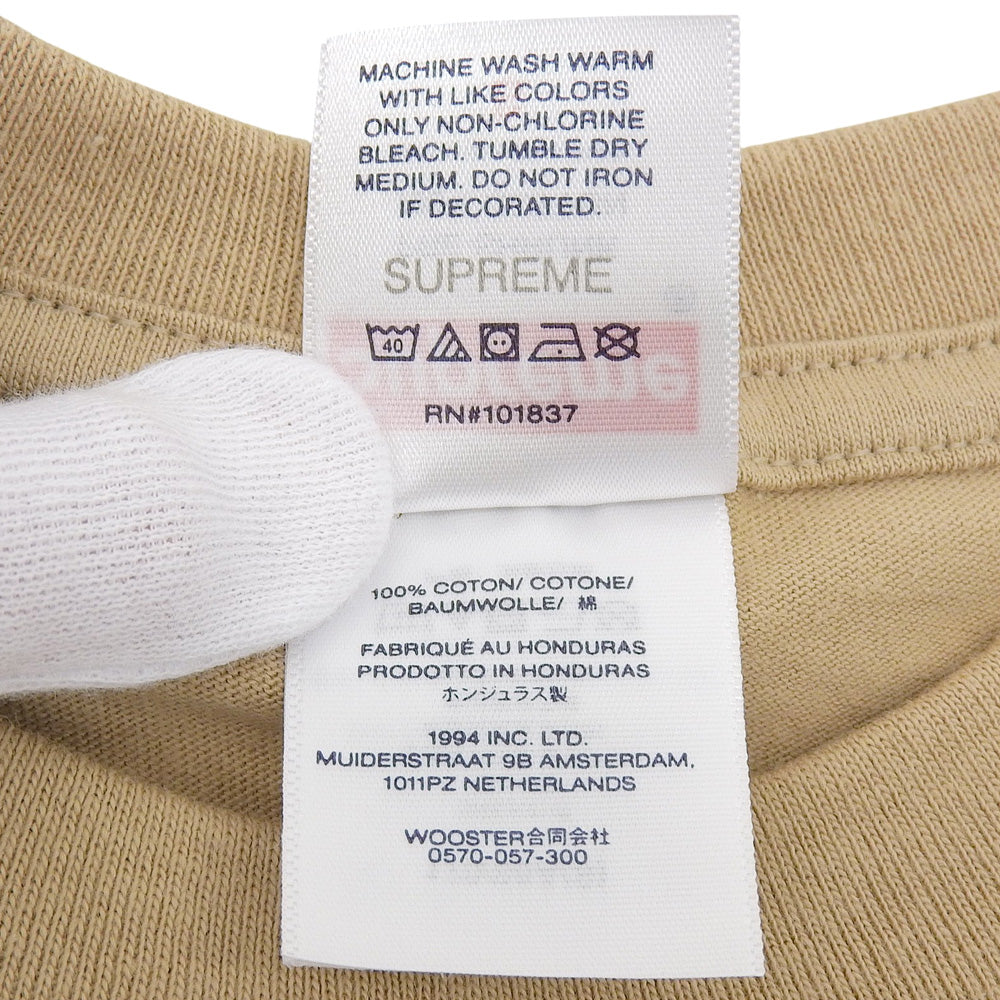 MACHINE WASH WARM
WITH LIKE COLORS
ONLY NON-CHLORINE
BLEACH. TUMBLE DRY
MEDIUM. DO NOT IRON
IF DECORATED.
SUPREME
40
RN#101837
100% COTON/ COTONE/
BAUMWOLLE/ 綿
FABRIQUÉ AU HONDURAS
PRODOTTO IN HONDURAS
ホンジュラス製
1994 INC. LTD.
MUIDERSTRAAT 9B AMSTERDAM,
1011PZ NETHERLANDS
WOOSTER合同会社
0570-057-300